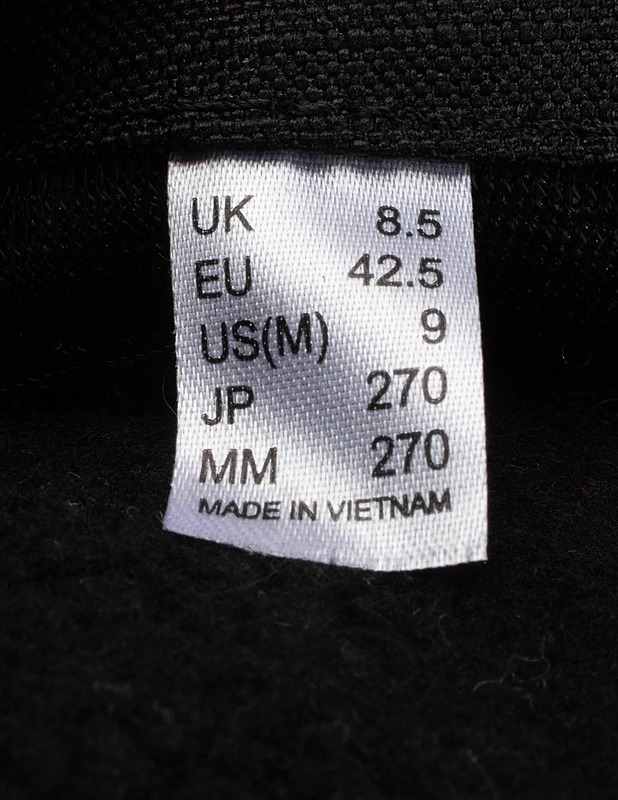 UK 8.5
EU 42.5
US(M) 9
JP 270
MM 270
MADE IN VIETNAM